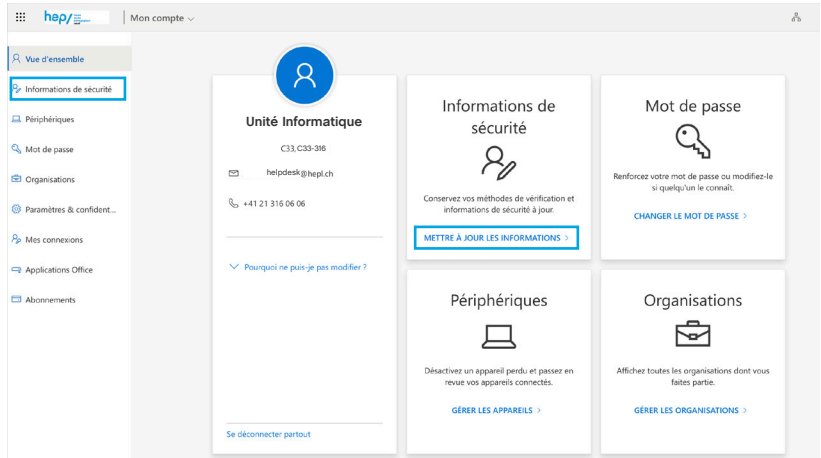 hep/
Mon compte
Vue d'ensemble
Informations de sécurité
Périphériques
Mot de passe
Organisations
Paramètres & confident...
Mes connexions
Applications Office
Abonnements
Unité Informatique
C33, C33-316
helpdesk@hepl.ch
+41 21 316 06 06
Pourquoi ne puis-je pas modifier ?
Se déconnecter partout
Informations de
sécurité
Conservez vos méthodes de vérification et
informations de sécurité à jour.
METTRE À JOUR LES INFORMATIONS >
Mot de passe
Renforcez votre mot de passe ou modifiez-le
si quelqu'un le connaît.
CHANGER LE MOT DE PASSE >
Périphériques
Désactivez un appareil perdu et passez en
revue vos appareils connectés.
GÉRER LES APPAREILS >
Organisations
Affichez toutes les organisations dont vous
faites partie.
GÉRER LES ORGANISATIONS >